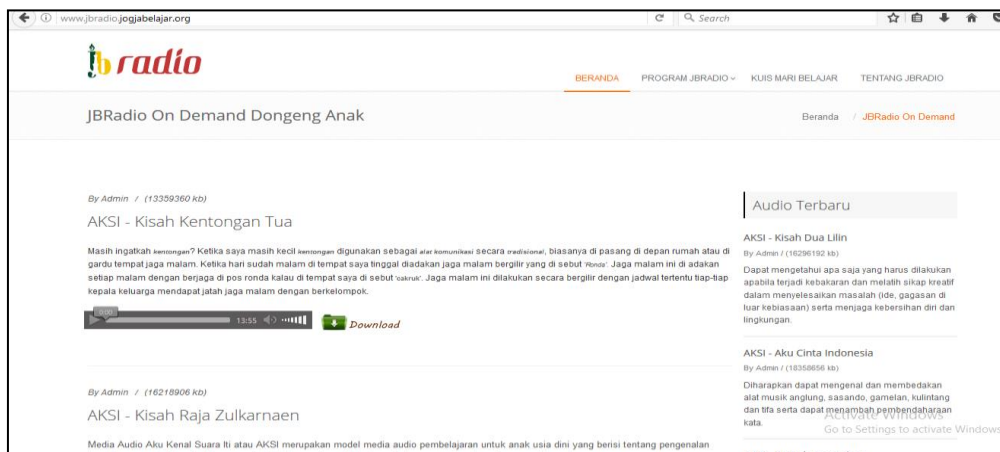 www.jbradio.jogjabelajar.org
Search
jb radio
BERANDA PROGRAM JBRADIO KUIS MARI BELAJAR TENTANG JBRADIO
JBRadio On Demand Dongeng Anak
Beranda / JBRadio On Demand
By Admin / (13359360 kb)
AKSI - Kisah Kentongan Tua
Masih ingatkah kentongan? Ketika saya masih kecil kentongan digunakan sebagai alat komunikasi secara tradisional, biasanya di pasang di depan rumah atau di
gardu tempat jaga malam. Ketika hari sudah malam di tempat saya tinggal diadakan jaga malam bergilir yang di sebut 'Ronda'. Jaga malam ini di adakan
setiap malam dengan berjaga di pos ronda kalau di tempat saya di sebut 'cakruk'. Jaga malam ini dilakukan secara bergilir dengan jadwal tertentu tiap-tiap
kepala keluarga mendapat jatah jaga malam dengan berkelompok.
0:00
13:55
Download
By Admin / (16218906 kb)
AKSI - Kisah Raja Zulkarnaen
Media Audio Aku Kenal Suara Iti atau AKSI merupakan model media audio pembelajaran untuk anak usia dini yang berisi tentang pengenalan
Audio Terbaru
AKSI - Kisah Dua Lilin
By Admin / (16296192 kb)
Dapat mengetahui apa saja yang harus dilakukan
apabila terjadi kebakaran dan melatih sikap kreatif
dalam menyelesaikan masalah (ide, gagasan di
luar kebiasaan) serta menjaga kebersihan diri dan
lingkungan.
AKSI - Aku Cinta Indonesia
By Admin / (18358656 kb)
Diharapkan dapat mengenal dan membedakan
alat musik anglung, sasando, gamelan, kulintang
dan tifa serta dapat menambah pembendaharaan
kata.
Activate Windows
Go to Settings to activate Windows